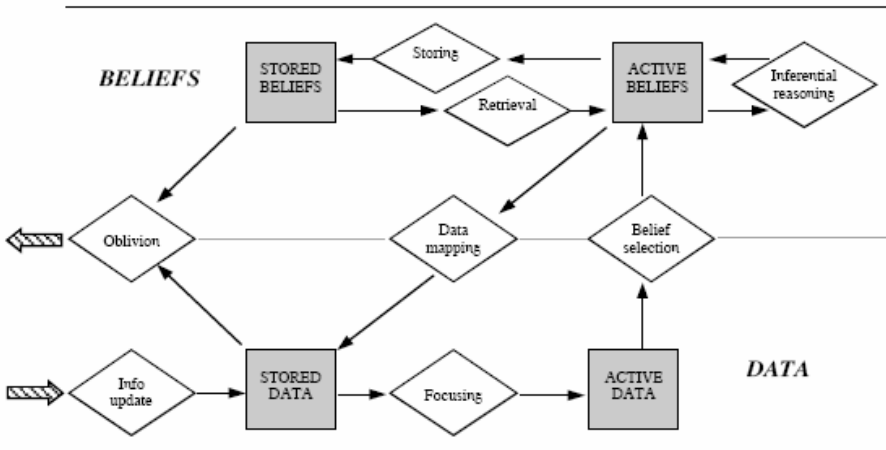 BELIEFS
STORED
BELIEFS
Storing
Retrieval
ACTIVE
BELIEFS
Inferential
reasoning
Oblivion
Data
mapping
Belief
selection
Info
update
STORED
DATA
Focusing
ACTIVE
DATA
DATA